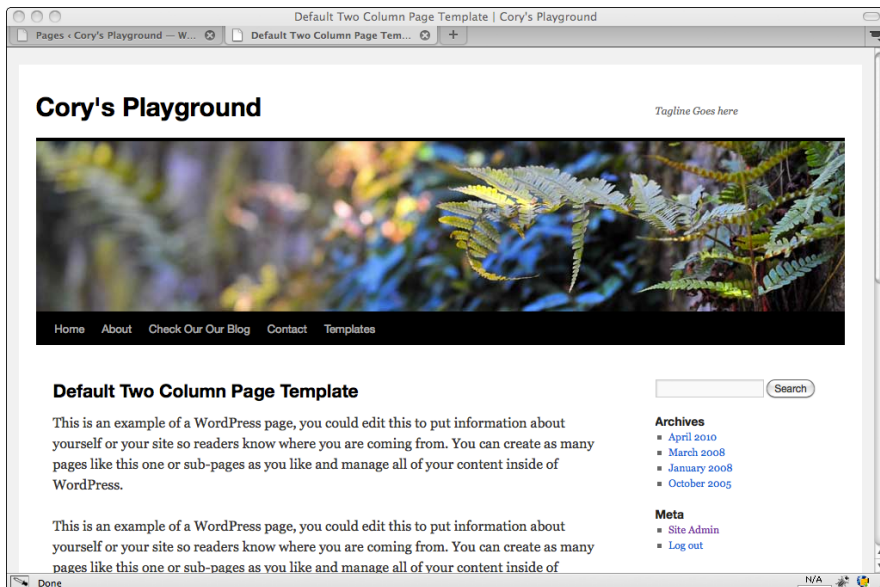 Default Two Column Page Template | Cory's Playground
Pages ‹ Cory's Playground — W...
Default Two Column Page Tem...
+
Cory's Playground
Tagline Goes here
Home About Check Our Our Blog Contact Templates
Default Two Column Page Template
This is an example of a WordPress page, you could edit this to put information about
yourself or your site so readers know where you are coming from. You can create as many
pages like this one or sub-pages as you like and manage all of your content inside of
WordPress.
This is an example of a WordPress page, you could edit this to put information about
yourself or your site so readers know where you are coming from. You can create as many
pages like this one or sub-pages as you like and manage all of your content inside of
Search
Archives
April 2010
March 2008
January 2008
October 2005
Meta
Site Admin
Log out
Done
N/A